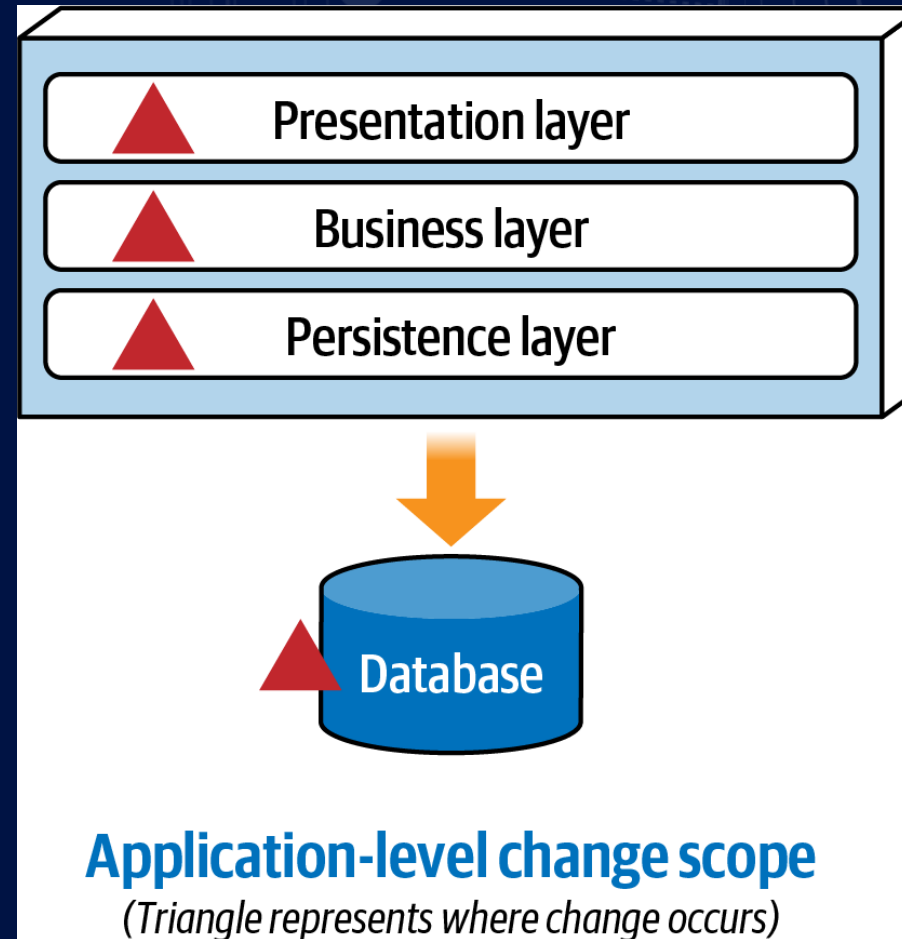 Presentation layer
Business layer
Persistence layer
Database
Application-level change scope
(Triangle represents where change occurs)